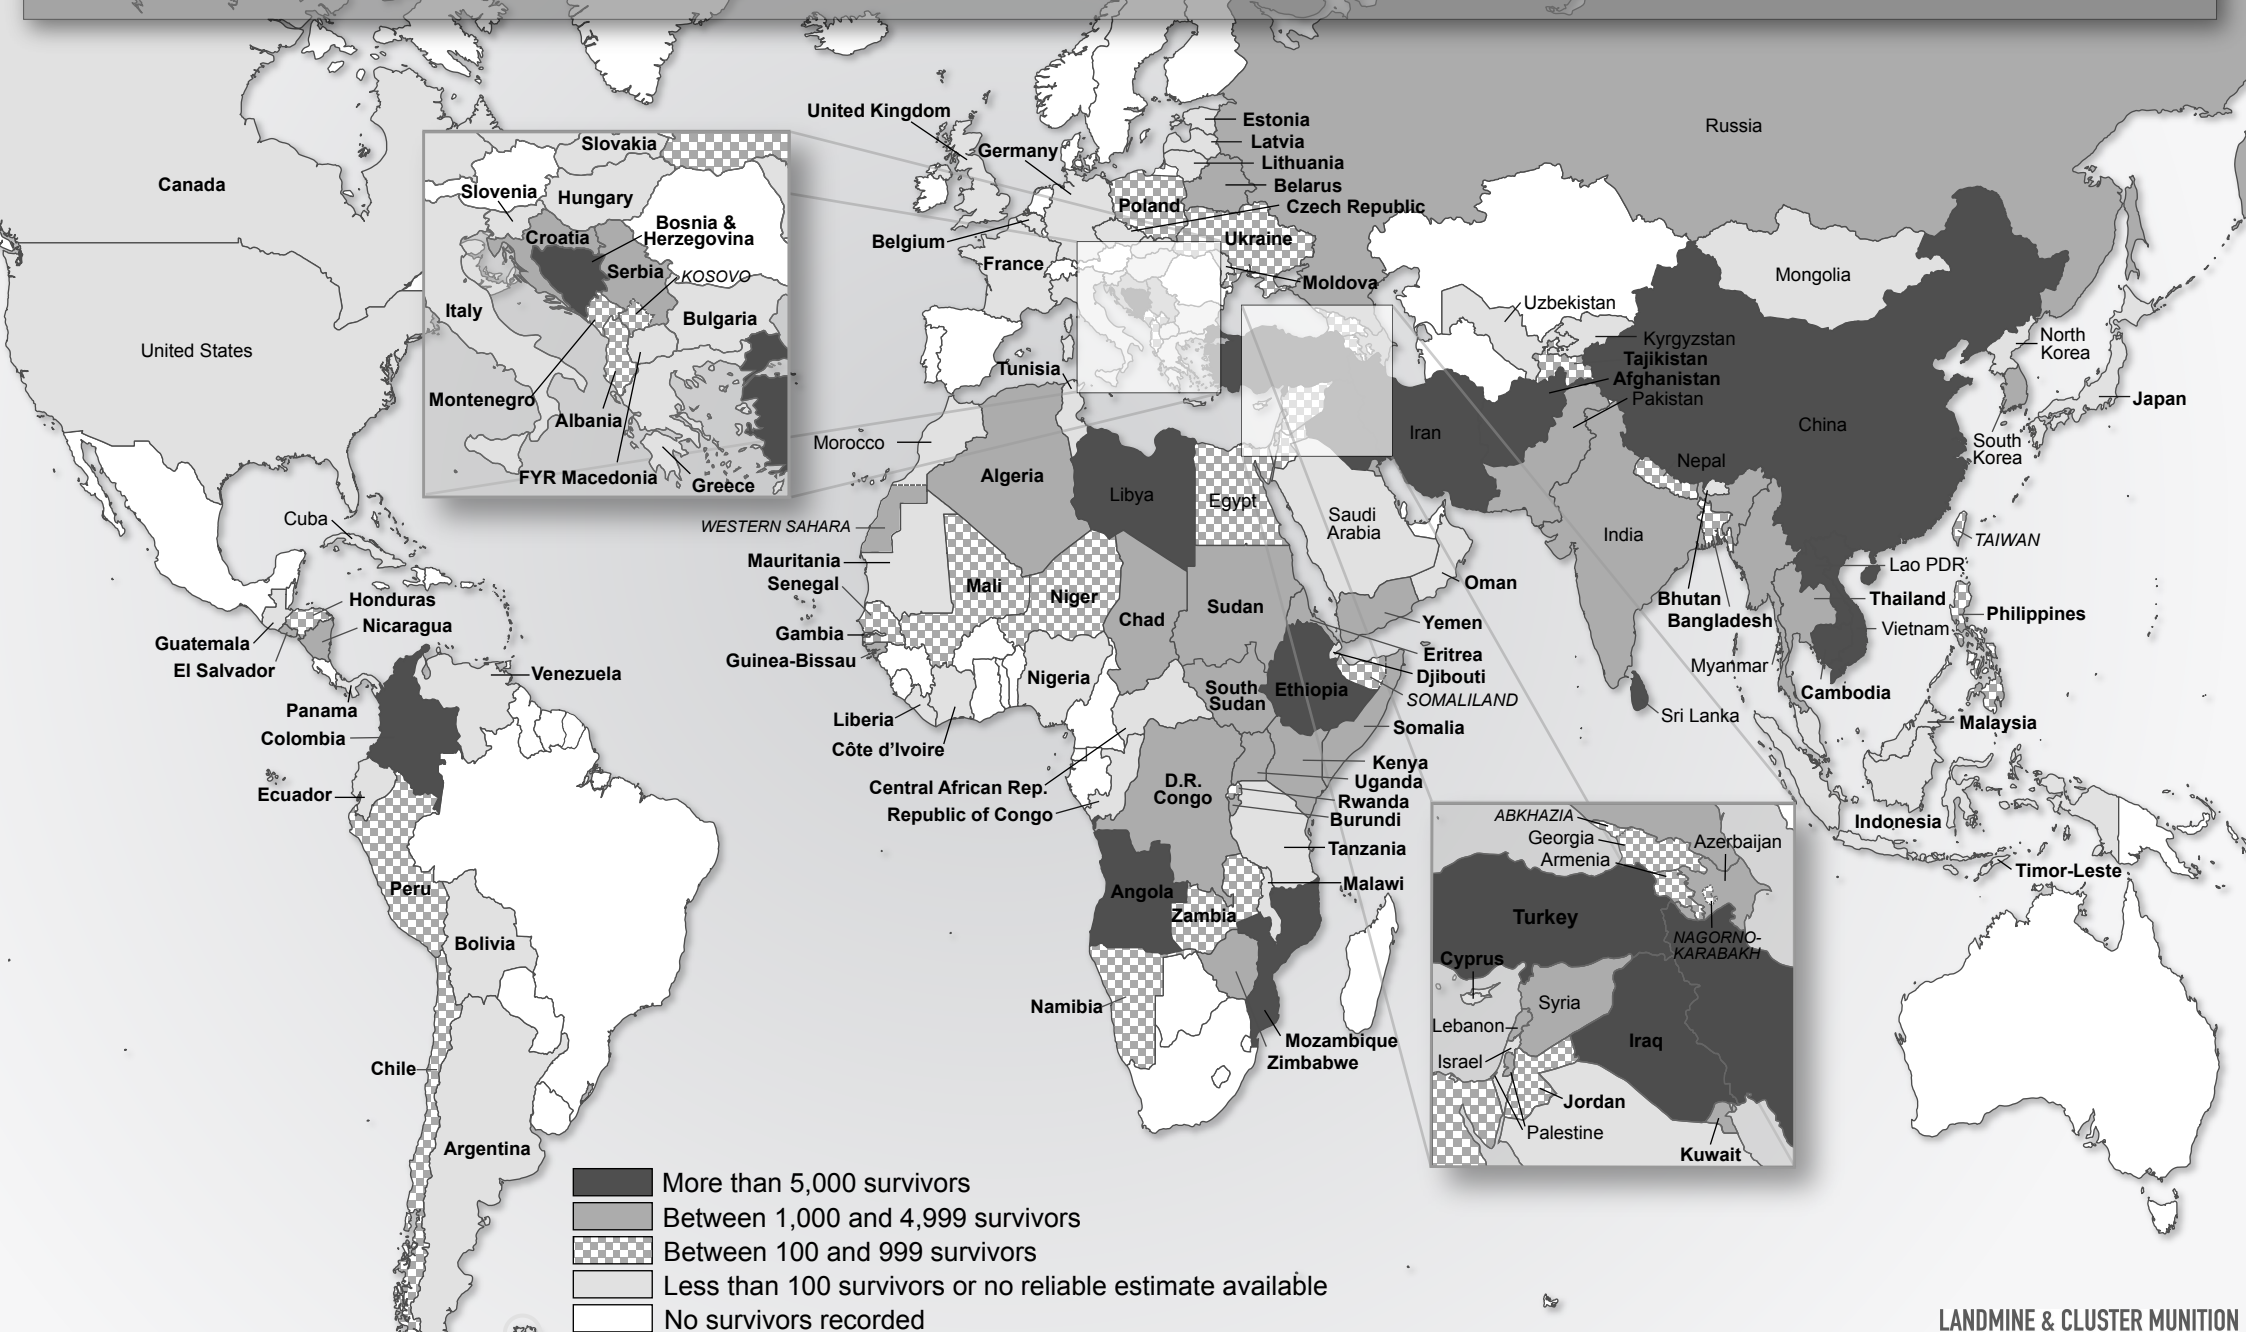 Canada
United States
Cuba
Honduras
Nicaragua
Guatemala
El Salvador
Venezuela
Panama
Colombia
Ecuador
Peru
Bolivia
Chile
Argentina
Slovakia
Slovenia
Hungary
Bosnia &
Herzegovina
Croatia
Serbia
KOSOVO
Italy
Bulgaria
Montenegro
Albania
FYR Macedonia
Greece
United Kingdom
Germany
Estonia
Latvia
Lithuania
Belarus
Poland
Czech Republic
Belgium
Ukraine
France
Moldova
Tunisia
Russia
Mongolia
Uzbekistan
Kyrgyzstan
Tajikistan
Afghanistan
Pakistan
North
Korea
Japan
China
South
Korea
Iran
Nepal
India
TAIWAN
Lao PDR
Bhutan
Bangladesh
Thailand
Philippines
Vietnam
Myanmar
Cambodia
Sri Lanka
Malaysia
Indonesia
Timor-Leste
Morocco
Algeria
Libya
Egypt
Saudi
Arabia
WESTERN SAHARA
Mauritania
Senegal
Mali
Niger
Chad
Sudan
Oman
Yemen
Gambia
Guinea-Bissau
Eritrea
Djibouti
SOMALILAND
Nigeria
South
Sudan
Ethiopia
Liberia
Côte d'Ivoire
Somalia
Central African Rep.
Republic of Congo
D.R.
Congo
Kenya
Uganda
Rwanda
Burundi
Tanzania
Malawi
Angola
Zambia
Namibia
Mozambique
Zimbabwe
ABKHAZIA
Georgia
Armenia
Azerbaijan
Turkey
NAGORNO-
KARABAKH
Cyprus
Syria
Lebanon
Iraq
Israel
Jordan
Palestine
Kuwait
More than 5,000 survivors
Between 1,000 and 4,999 survivors
Between 100 and 999 survivors
Less than 100 survivors or no reliable estimate available
No survivors recorded
LANDMINE & CLUSTER MUNITION